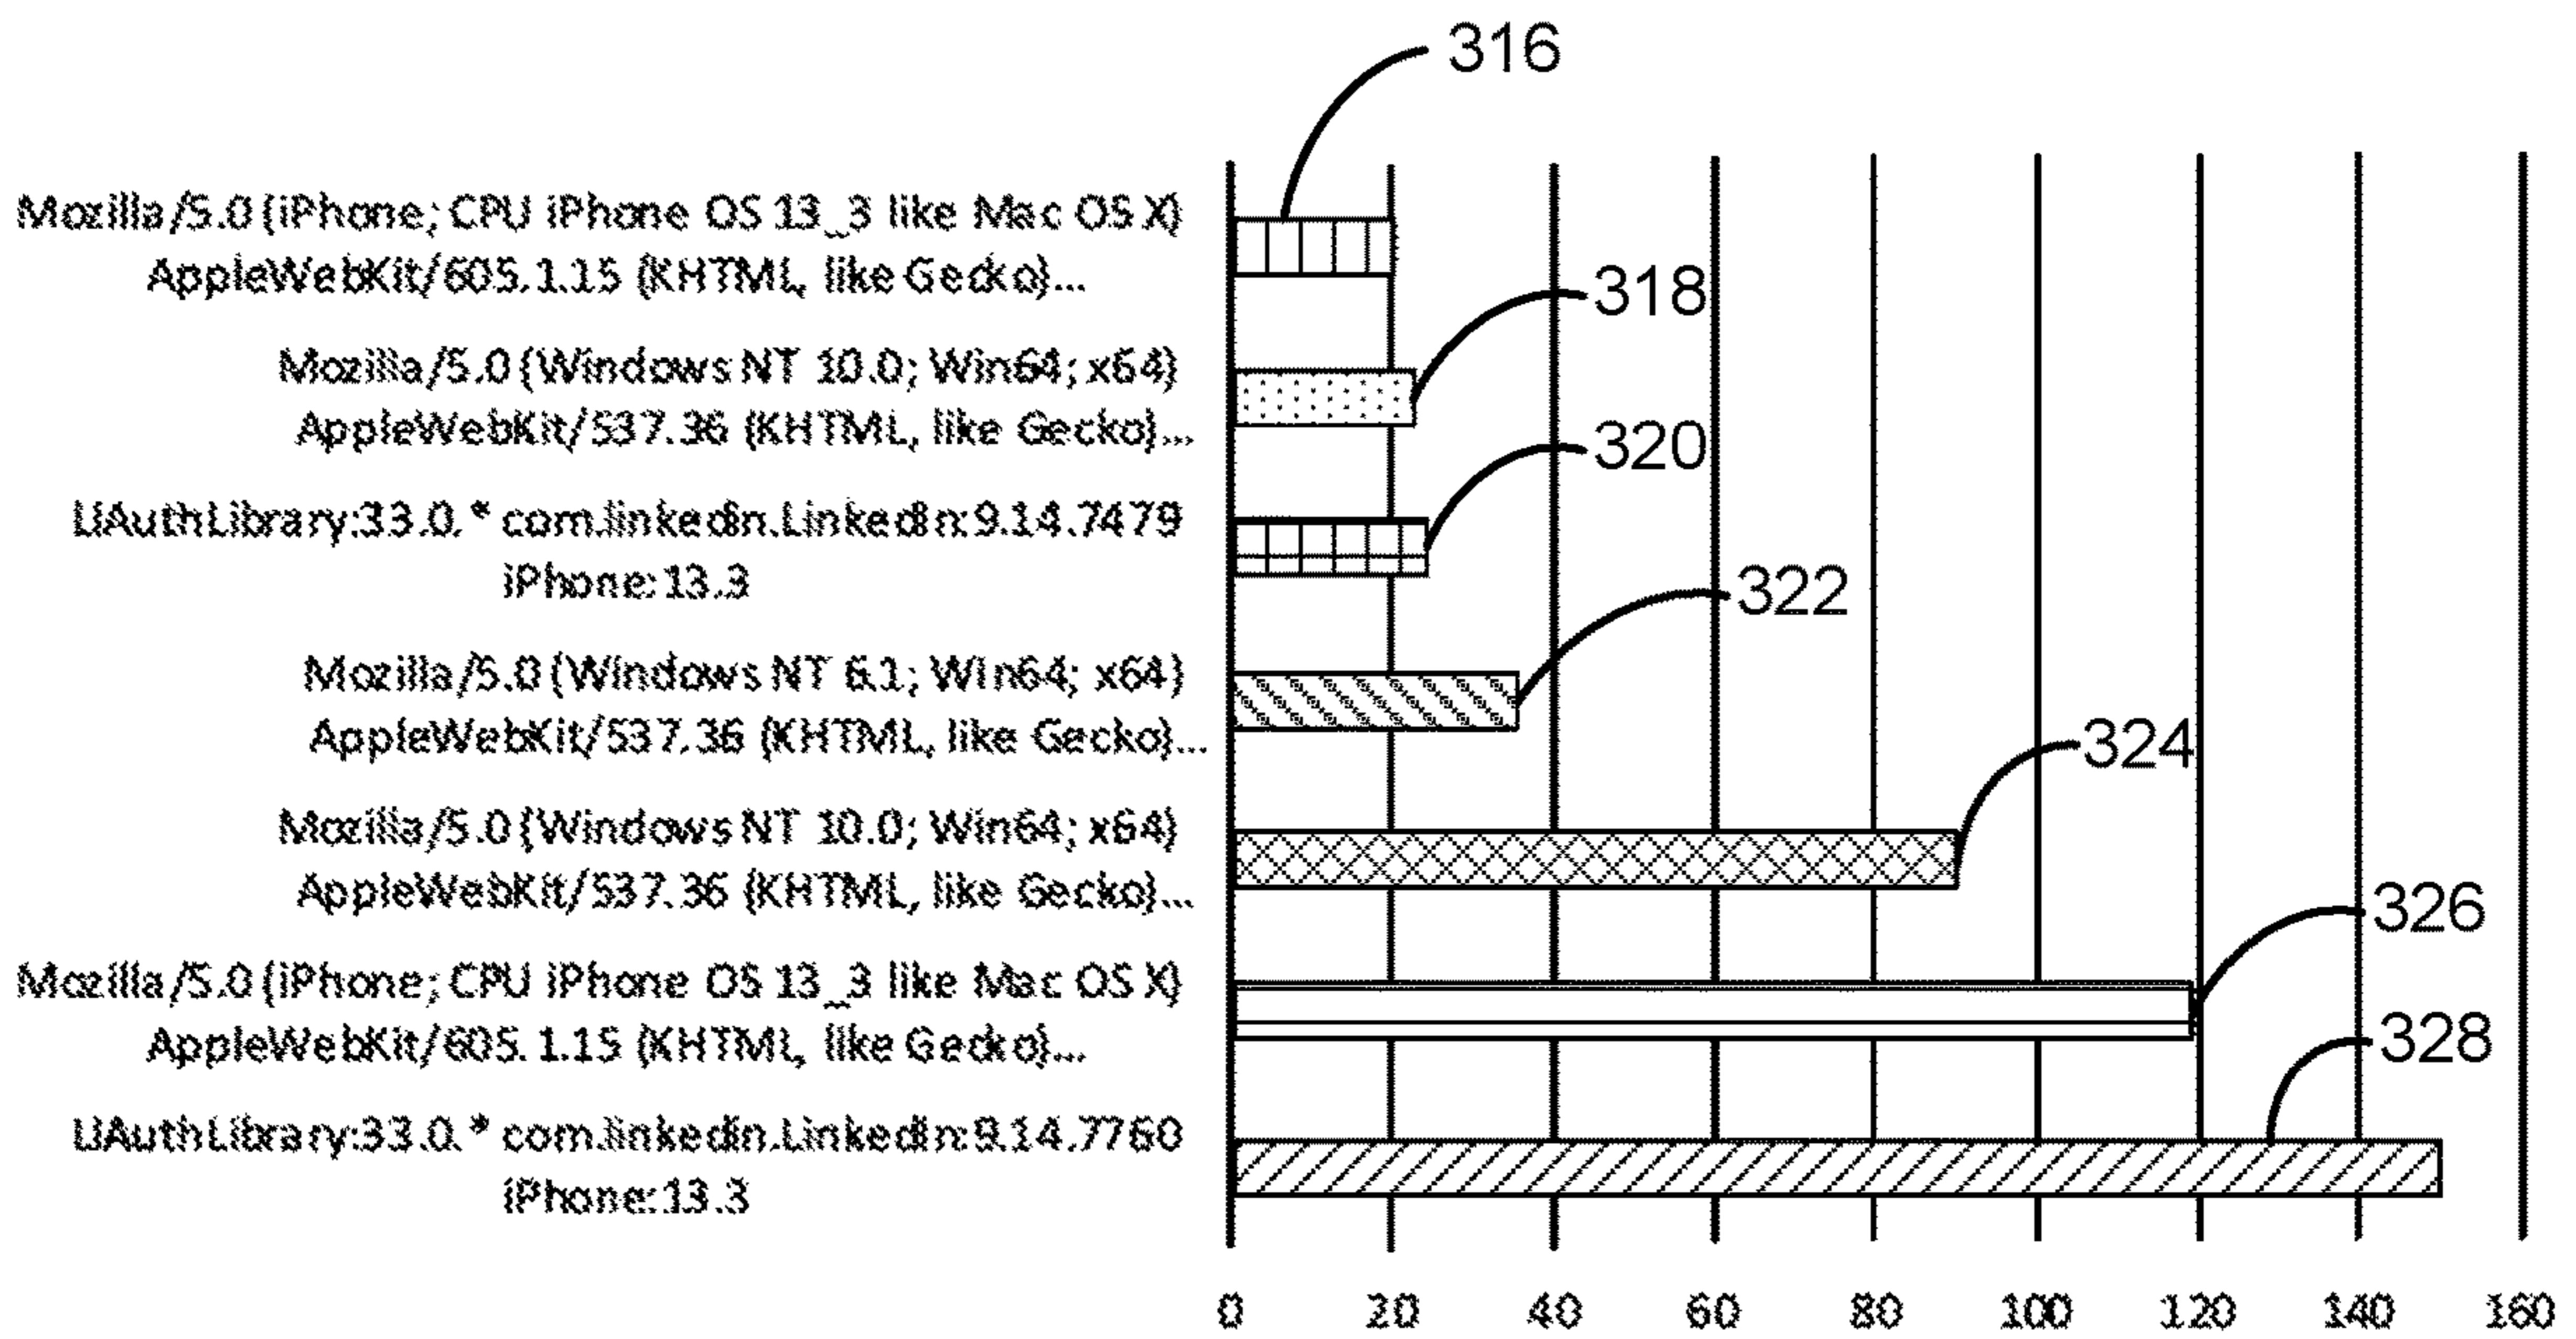 316
Mozilla/5.0 (iPhone; CPU iPhone OS 13_3 like Mac OS X)
AppleWebKit/605.1.15 (KHTML, like Gecko)...
318
Mozilla/5.0 (Windows NT 10.0; Win64; x64)
AppleWebKit/537.36 (KHTML, like Gecko)...
320
LIAuthLibrary:33.0.* com.linkedin.LinkedIn:9.14.7479
iPhone:13.3
322
Mozilla/5.0 (Windows NT 6.1; Win64; x64)
AppleWebKit/537.36 (KHTML, like Gecko)...
324
Mozilla/5.0 (Windows NT 10.0; Win64; x64)
AppleWebKit/537.36 (KHTML, like Gecko)...
326
Mozilla/5.0 (iPhone; CPU iPhone OS 13_3 like Mac OS X)
AppleWebKit/605.1.15 (KHTML, like Gecko)...
328
LIAuthLibrary:33.0.* com.linkedin.LinkedIn:9.14.7760
iPhone:13.3
0 20 40 60 80 100 120 140 160